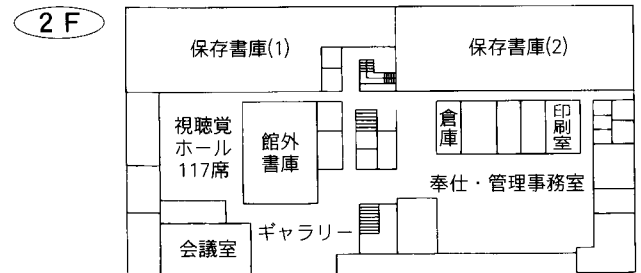 2F
保存書庫(1)
保存書庫(2)
視聴覚
ホール
117席
館外
書庫
倉庫
印刷室
奉仕・管理事務室
ギャラリー
会議室